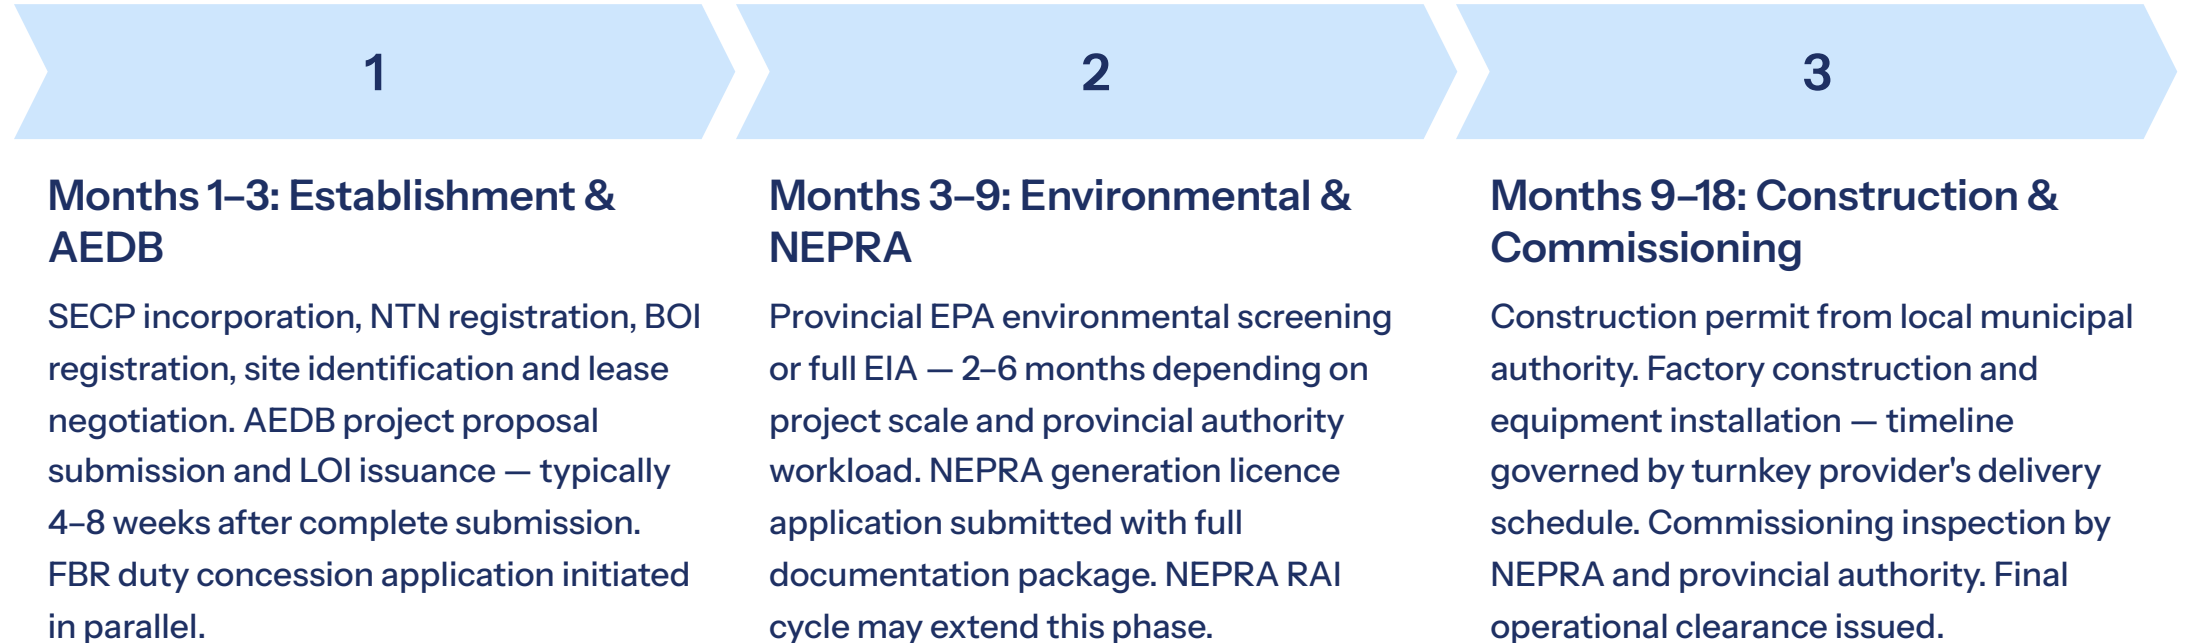 1
Months 1–3: Establishment &
AEDB
SECP incorporation, NTN registration, BOI
registration, site identification and lease
negotiation. AEDB project proposal
submission and LOI issuance — typically
4–8 weeks after complete submission.
FBR duty concession application initiated
in parallel.
2
Months 3–9: Environmental &
NEPRA
Provincial EPA environmental screening
or full EIA — 2–6 months depending on
project scale and provincial authority
workload. NEPRA generation licence
application submitted with full
documentation package. NEPRA RAI
cycle may extend this phase.
3
Months 9–18: Construction &
Commissioning
Construction permit from local municipal
authority. Factory construction and
equipment installation — timeline
governed by turnkey provider's delivery
schedule. Commissioning inspection by
NEPRA and provincial authority. Final
operational clearance issued.